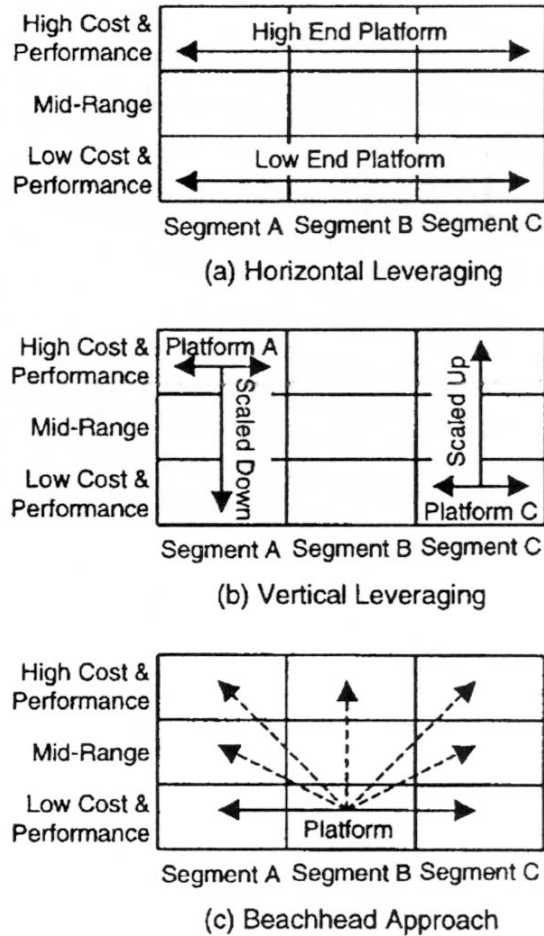 High Cost &
Performance
High End Platform
Mid-Range
Low Cost &
Performance
Low End Platform
Segment A Segment B Segment C
(a) Horizontal Leveraging
High Cost &
Performance
Platform A
Scaled Down
Scaled Up
Mid-Range
Low Cost &
Performance
Platform C
Segment A Segment B Segment C
(b) Vertical Leveraging
High Cost &
Performance
Mid-Range
Low Cost &
Performance
Platform
Segment A Segment B Segment C
(c) Beachhead Approach